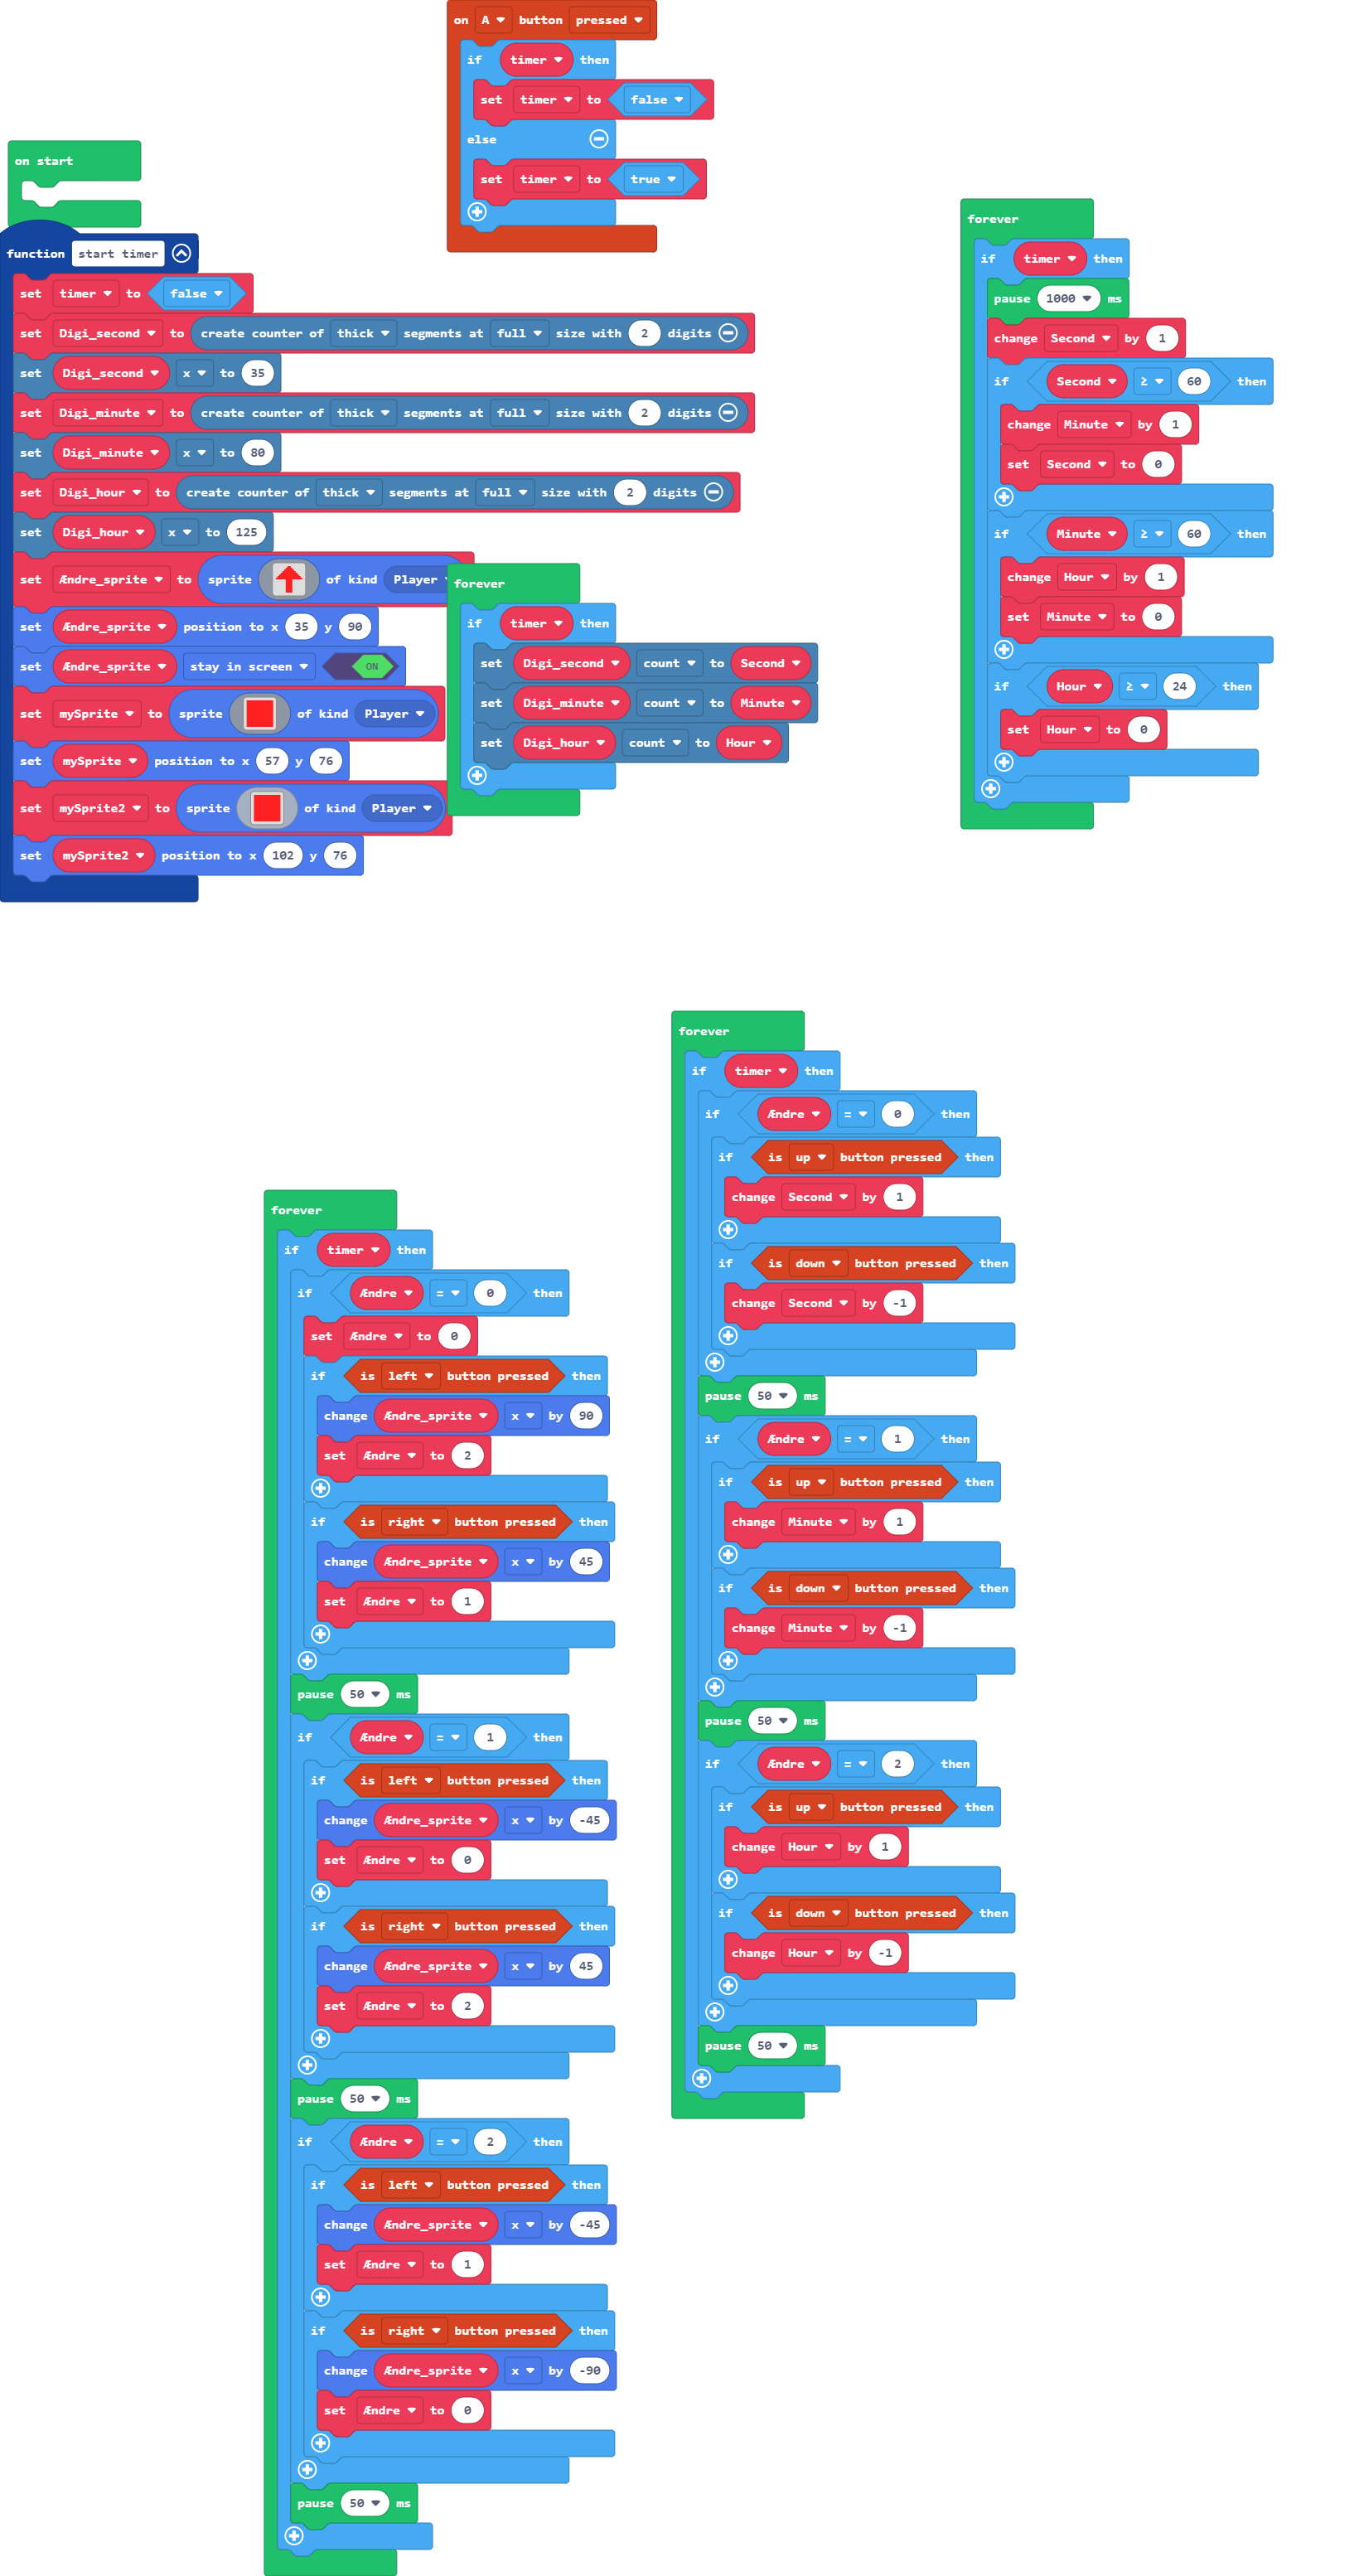 on A button pressed
if timer then
set timer to false
else
set timer to true
on start
function start timer
set timer to false
set Digi_second to create counter of thick segments at full size with 2 digits
set Digi_second x to 35
set Digi_minute to create counter of thick segments at full size with 2 digits
set Digi_minute x to 80
set Digi_hour to create counter of thick segments at full size with 2 digits
set Digi_hour x to 125
set Ændre_sprite to sprite of kind Player
set Ændre_sprite position to x 35 y 90
set Ændre_sprite stay in screen ON
set mySprite to sprite of kind Player
set mySprite position to x 57 y 76
set mySprite2 to sprite of kind Player
set mySprite2 position to x 102 y 76
forever
if timer then
set Digi_second count to Second
set Digi_minute count to Minute
set Digi_hour count to Hour
forever
if timer then
pause 1000 ms
change Second by 1
if Second ≥ 60 then
change Minute by 1
set Second to 0
if Minute ≥ 60 then
change Hour by 1
set Minute to 0
if Hour ≥ 24 then
set Hour to 0
forever
if timer then
if Ændre = 0 then
set Ændre to 0
if is left button pressed then
change Ændre_sprite x by 90
set Ændre to 2
if is right button pressed then
change Ændre_sprite x by 45
set Ændre to 1
pause 50 ms
if Ændre = 1 then
if is left button pressed then
change Ændre_sprite x by -45
set Ændre to 0
if is right button pressed then
change Ændre_sprite x by 45
set Ændre to 2
pause 50 ms
if Ændre = 2 then
if is left button pressed then
change Ændre_sprite x by -45
set Ændre to 1
if is right button pressed then
change Ændre_sprite x by -90
set Ændre to 0
pause 50 ms
forever
if timer then
if Ændre = 0 then
if is up button pressed then
change Second by 1
if is down button pressed then
change Second by -1
pause 50 ms
if Ændre = 1 then
if is up button pressed then
change Minute by 1
if is down button pressed then
change Minute by -1
pause 50 ms
if Ændre = 2 then
if is up button pressed then
change Hour by 1
if is down button pressed then
change Hour by -1
pause 50 ms